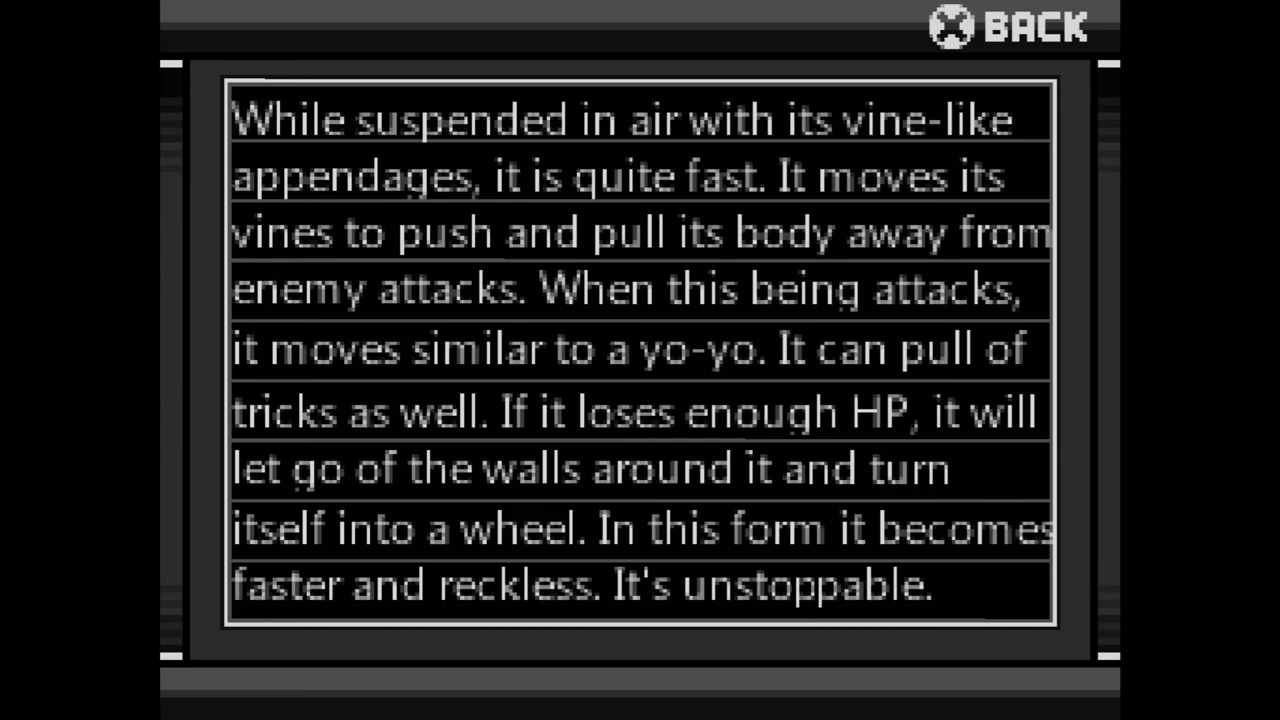 BACK
While suspended in air with its vine-like
appendages, it is quite fast. It moves its
vines to push and pull its body away from
enemy attacks. When this being attacks,
it moves similar to a yo-yo. It can pull of
tricks as well. If it loses enough HP, it will
let go of the walls around it and turn
itself into a wheel. In this form it becomes
faster and reckless. It's unstoppable.